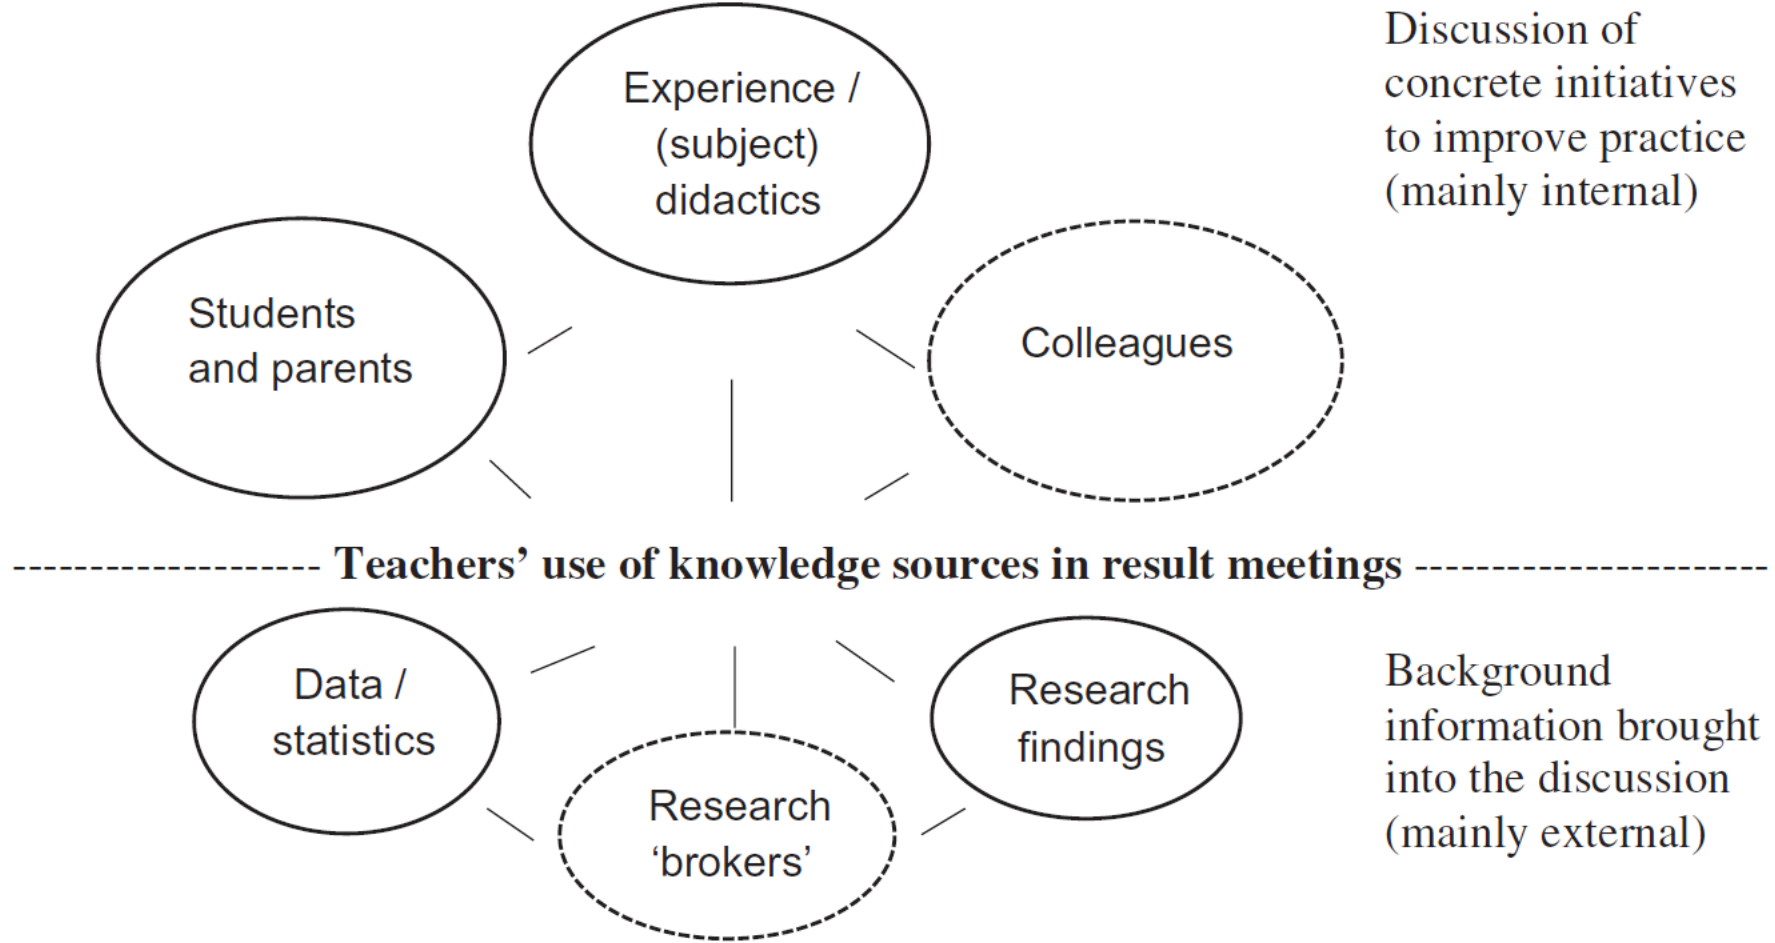 Experience /
(subject)
didactics
Discussion of
concrete initiatives
to improve practice
(mainly internal)
Students
and parents
Colleagues
-------------------- Teachers’ use of knowledge sources in result meetings -----------------------
Data /
statistics
Research
‘brokers’
Research
findings
Background
information brought
into the discussion
(mainly external)